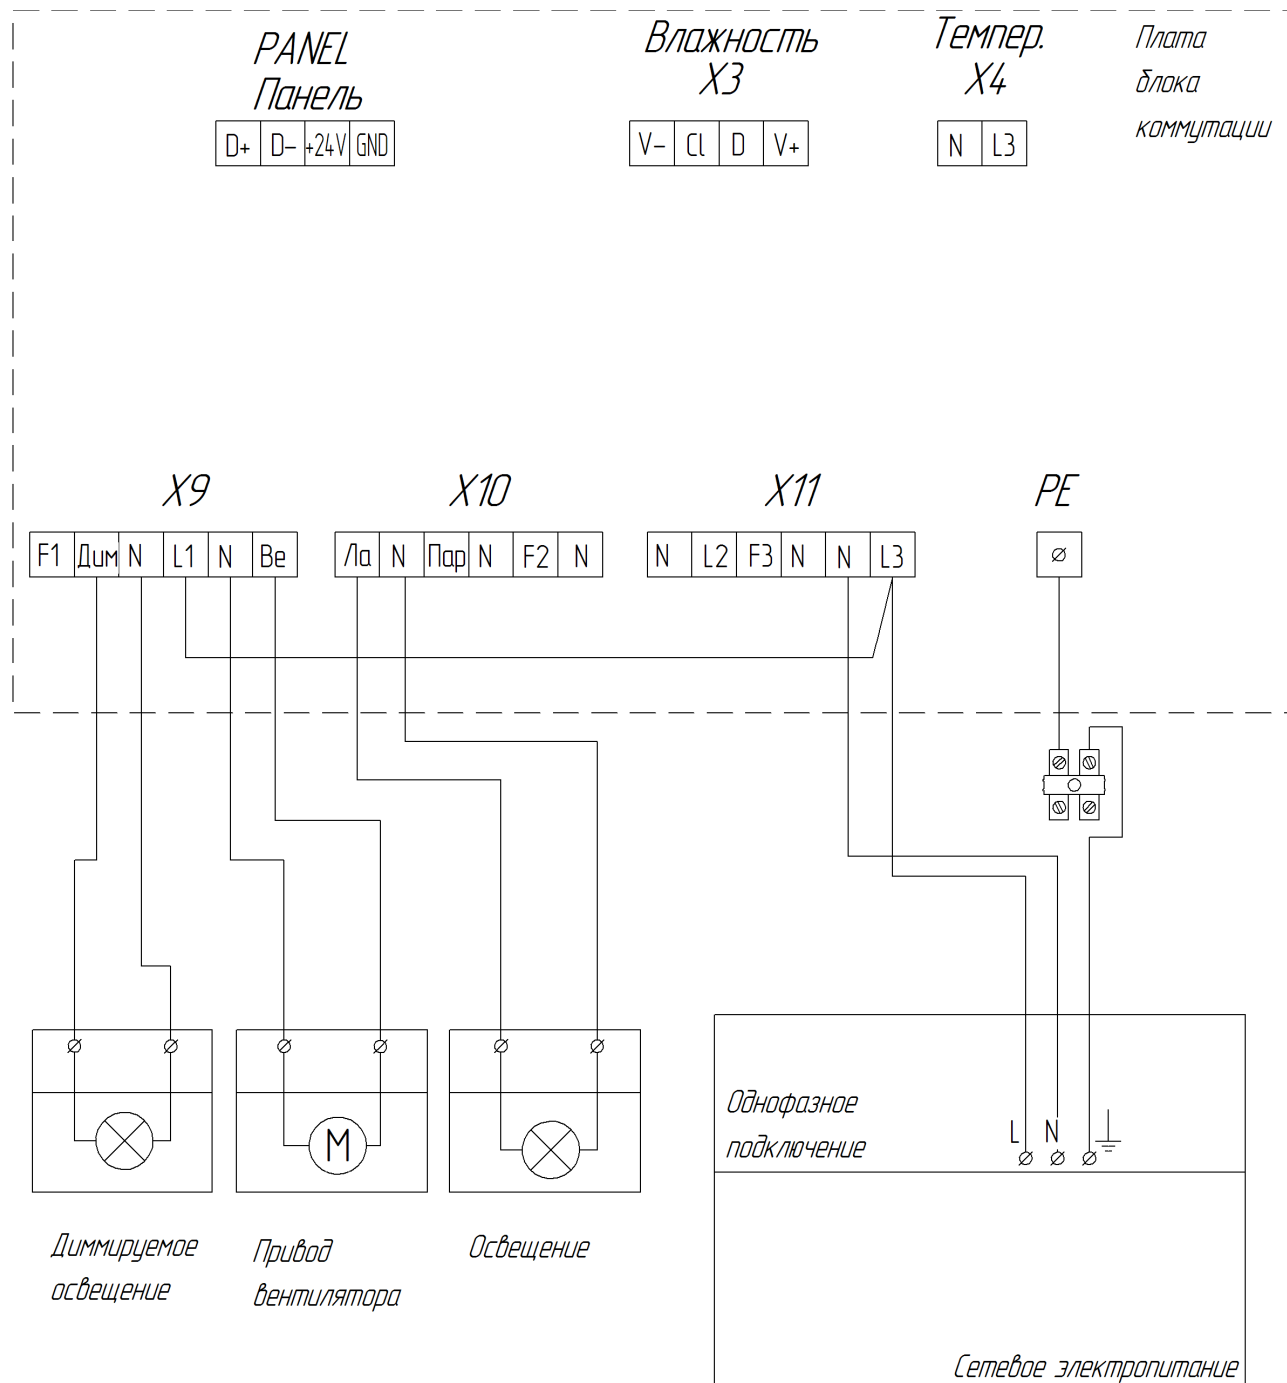 PANEL
Панель
D+ D- +24V GND
Влажность
X3
V- Cl D V+
Темпер.
X4
N L3
Плата
блока
коммутации
X9
F1 Дим N L1 N Ве
X10
Ла N Пар N F2 N
X11
N L2 F3 N N L3
PE
M
Диммируемое
освещение
Привод
вентилятора
Освещение
Однофазное
подключение
L N
Сетевое электропитание